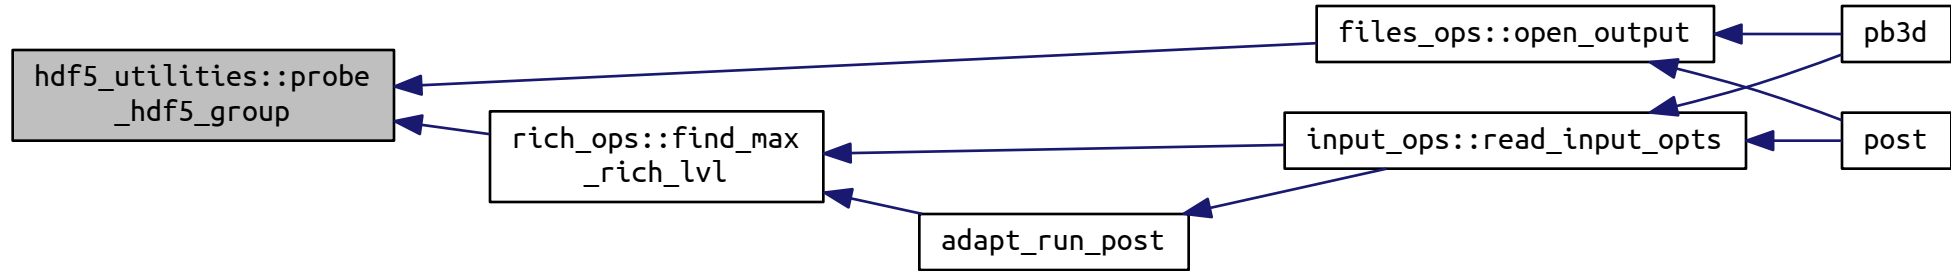 hdf5_utilities::probe
_hdf5_group
files_ops::open_output
pb3d
rich_ops::find_max
_rich_lvl
input_ops::read_input_opts
post
adapt_run_post